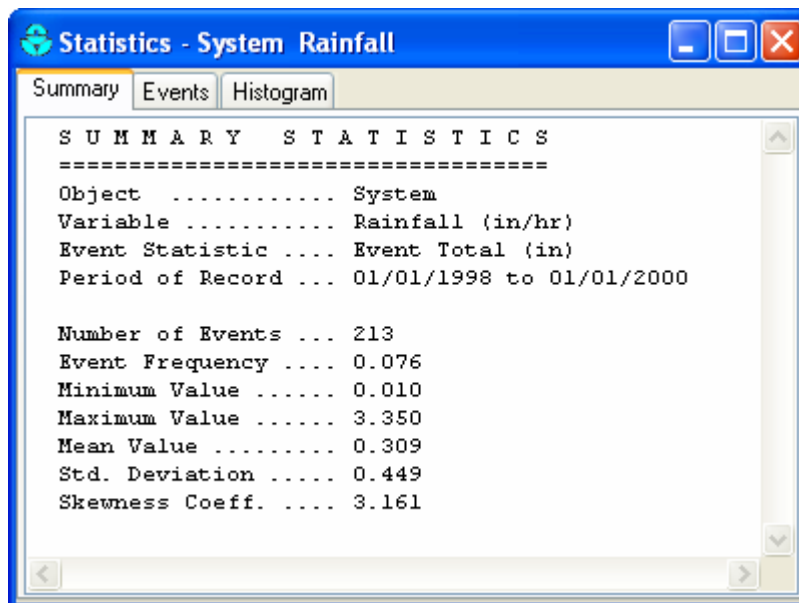 Statistics - System Rainfall
Summary Events Histogram
S U M M A R Y   S T A T I S T I C S
===================================
Object ............ System
Variable ........... Rainfall (in/hr)
Event Statistic .... Event Total (in)
Period of Record ... 01/01/1998 to 01/01/2000
Number of Events ... 213
Event Frequency .... 0.076
Minimum Value ...... 0.010
Maximum Value ...... 3.350
Mean Value ......... 0.309
Std. Deviation ..... 0.449
Skewness Coeff. .... 3.161